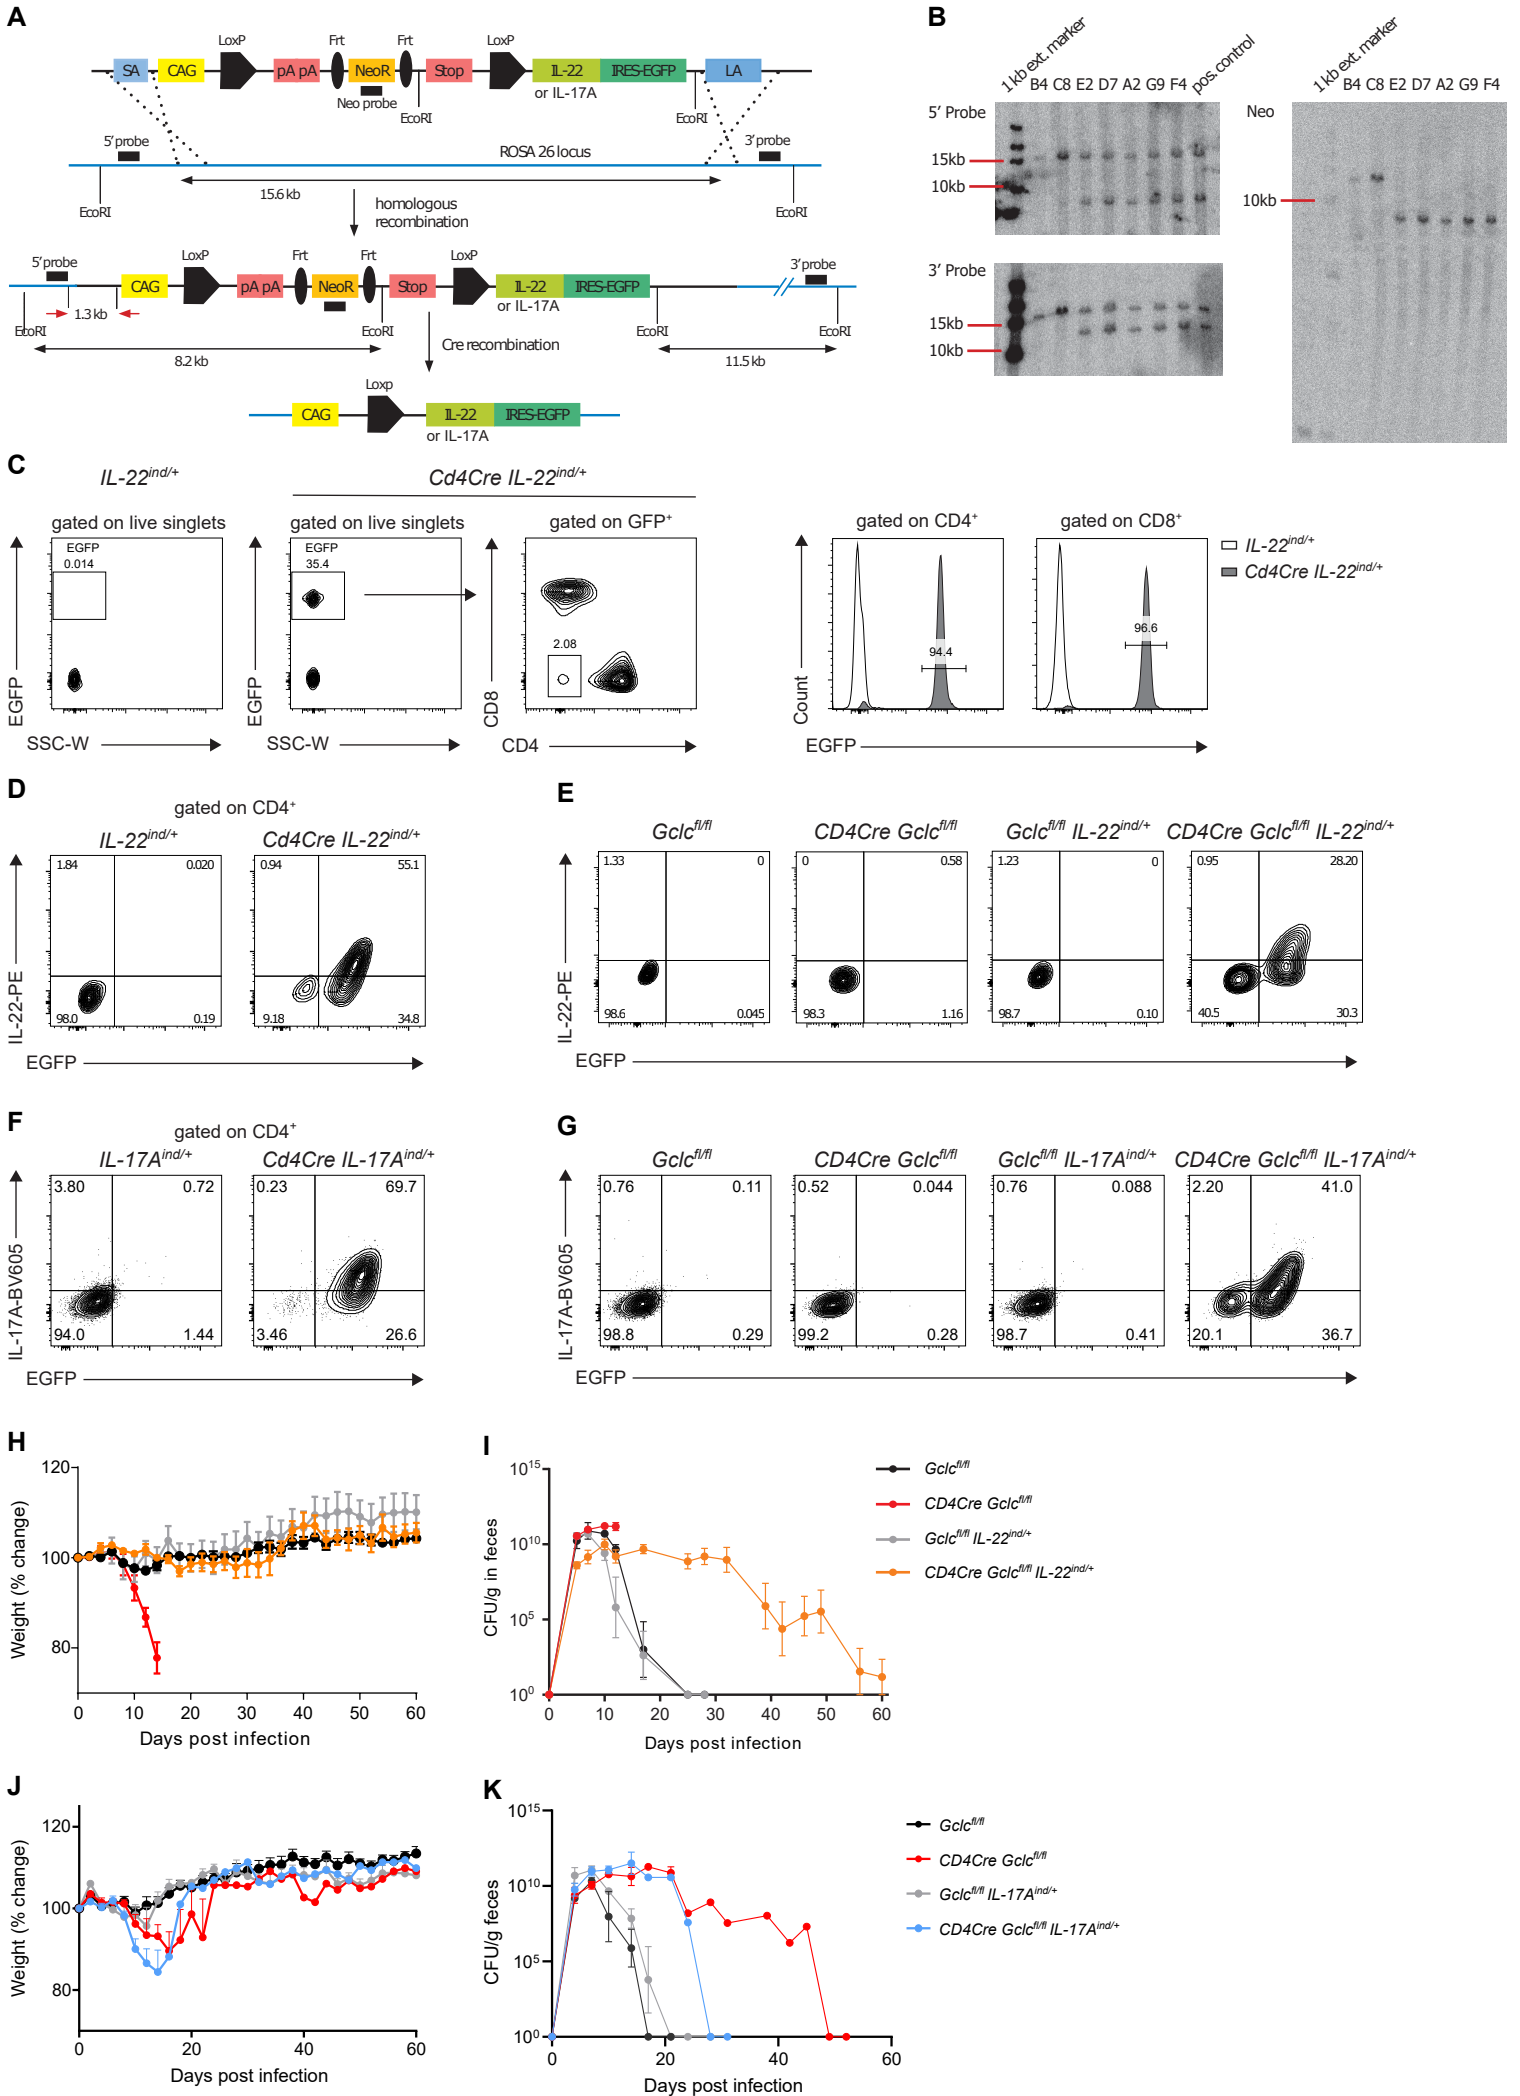 A
LoxP Frt Frt LoxP
SA CAG pA pA NeoR Stop IL-22 IRES-EGFP LA
Neo probe or IL-17A
EcoRI EcoRI
5' probe ROSA 26 locus 3' probe
15.6 kb
EcoRI EcoRI
homologous
recombination
5' probe LoxP Frt Frt LoxP 3' probe
CAG pA pA NeoR Stop IL-22 IRES-EGFP
or IL-17A
1.3 kb
EcoRI EcoRI EcoRI EcoRI
8.2 kb Cre recombination 11.5 kb
Loxp
CAG IL-22 IRES-EGFP
or IL-17A
B
1 kb ext. marker B4 C8 E2 D7 A2 G9 F4 pos. control
5' Probe
15kb
10kb
3' Probe
15kb
10kb
1 kb ext. marker B4 C8 E2 D7 A2 G9 F4
Neo
10kb
C
IL-22ind/+ Cd4Cre IL-22ind/+
gated on live singlets gated on live singlets gated on GFP+ gated on CD4+ gated on CD8+
EGFP
0.014
EGFP
35.4
2.08
94.4
96.6
IL-22ind/+
Cd4Cre IL-22ind/+
EGFP EGFP CD8 Count
SSC-W SSC-W CD4 EGFP
D
gated on CD4+
IL-22ind/+ Cd4Cre IL-22ind/+
1.84 0.020 0.94 55.1
98.0 0.19 9.18 34.8
IL-22-PE
EGFP
E
Gclcfl/fl CD4Cre Gclcfl/fl Gclcfl/fl IL-22ind/+ CD4Cre Gclcfl/fl IL-22ind/+
1.33 0 0 0.58 1.23 0 0.95 28.20
98.6 0.045 98.3 1.16 98.7 0.10 40.5 30.3
IL-22-PE
EGFP
F
gated on CD4+
IL-17Aind/+ Cd4Cre IL-17Aind/+
3.80 0.72 0.23 69.7
94.0 1.44 3.46 26.6
IL-17A-BV605
EGFP
G
Gclcfl/fl CD4Cre Gclcfl/fl Gclcfl/fl IL-17Aind/+ CD4Cre Gclcfl/fl IL-17Aind/+
0.76 0.11 0.52 0.044 0.76 0.088 2.20 41.0
98.8 0.29 99.2 0.28 98.7 0.41 20.1 36.7
IL-17A-BV605
EGFP
H
120
100
80
Weight (% change)
0 10 20 30 40 50 60
Days post infection
I
10^15
10^10
10^5
10^0
CFU/g in feces
0 10 20 30 40 50 60
Days post infection
Gclcfl/fl
CD4Cre Gclcfl/fl
Gclcfl/fl IL-22ind/+
CD4Cre Gclcfl/fl IL-22ind/+
J
120
100
80
Weight (% change)
0 20 40 60
Days post infection
K
10^15
10^10
10^5
10^0
CFU/g feces
0 20 40 60
Days post infection
Gclcfl/fl
CD4Cre Gclcfl/fl
Gclcfl/fl IL-17Aind/+
CD4Cre Gclcfl/fl IL-17Aind/+